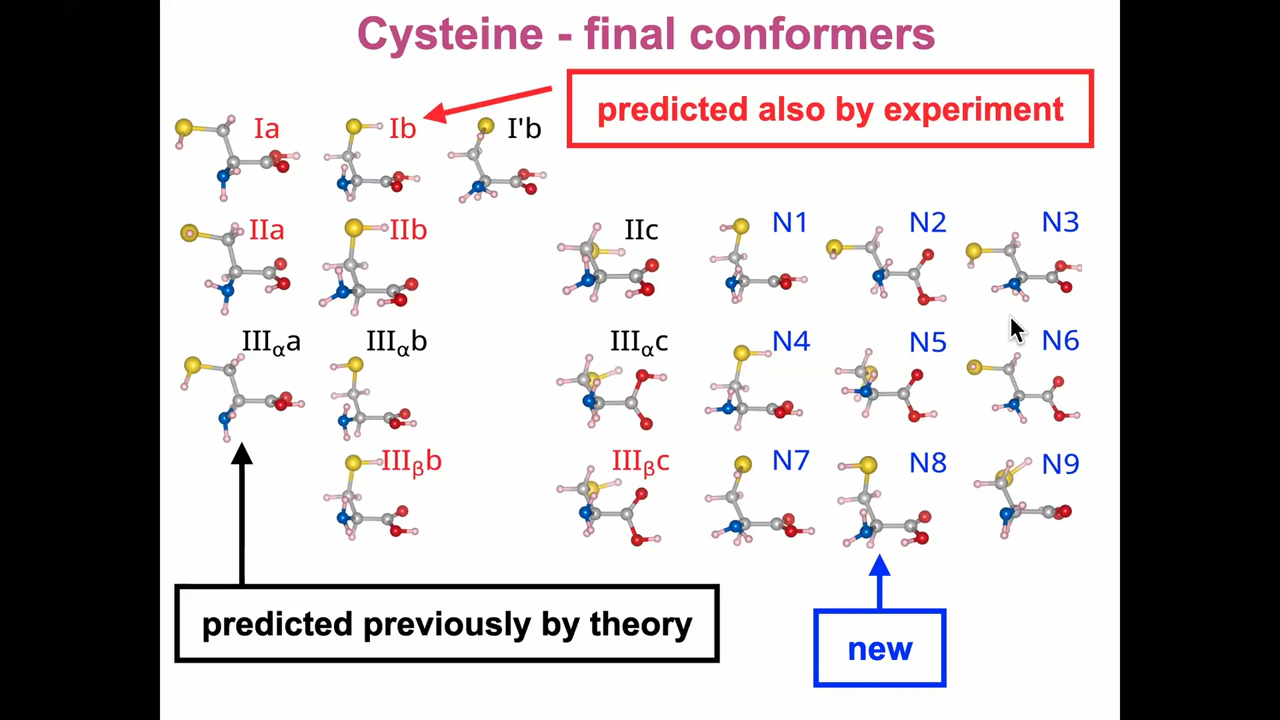 Cysteine - final conformers
predicted also by experiment
Ia Ib I'b
IIa IIb IIc N1 N2 N3
III𝛼a III𝛼b III𝛼c N4 N5 N6
III𝛽b III𝛽c N7 N8 N9
predicted previously by theory
new